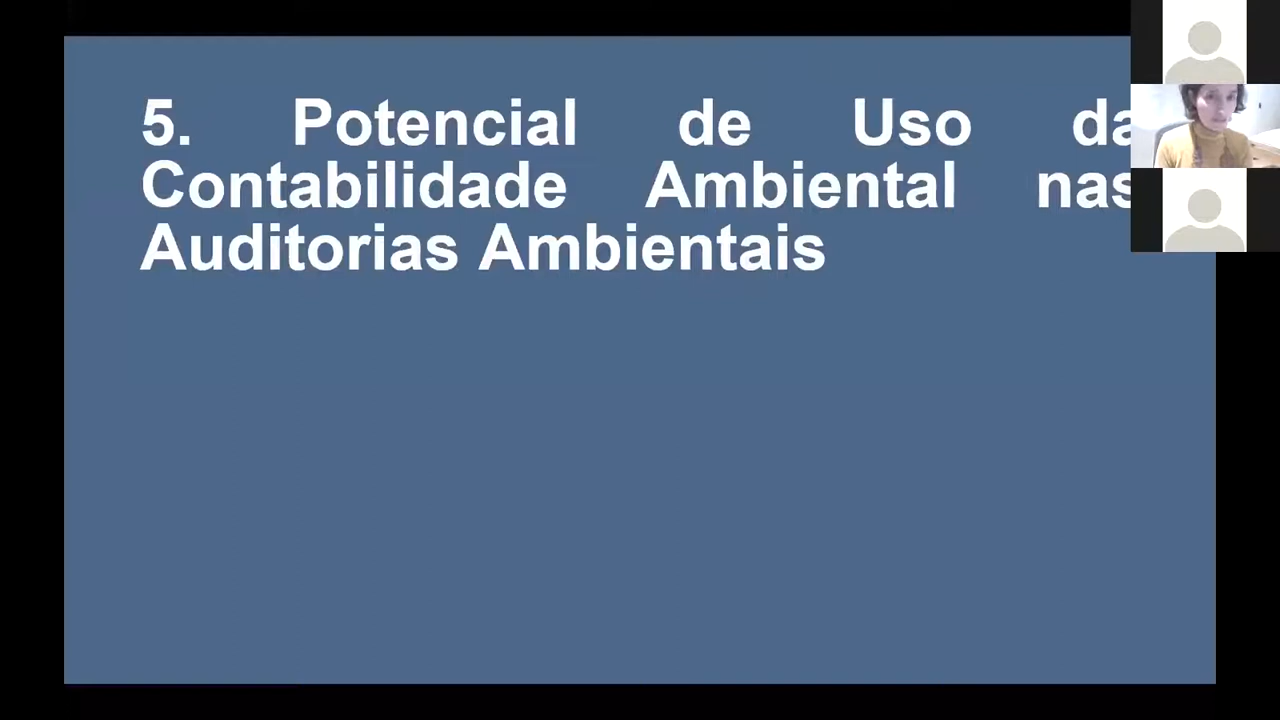 5. Potencial de Uso da
Contabilidade Ambiental nas
Auditorias Ambientais